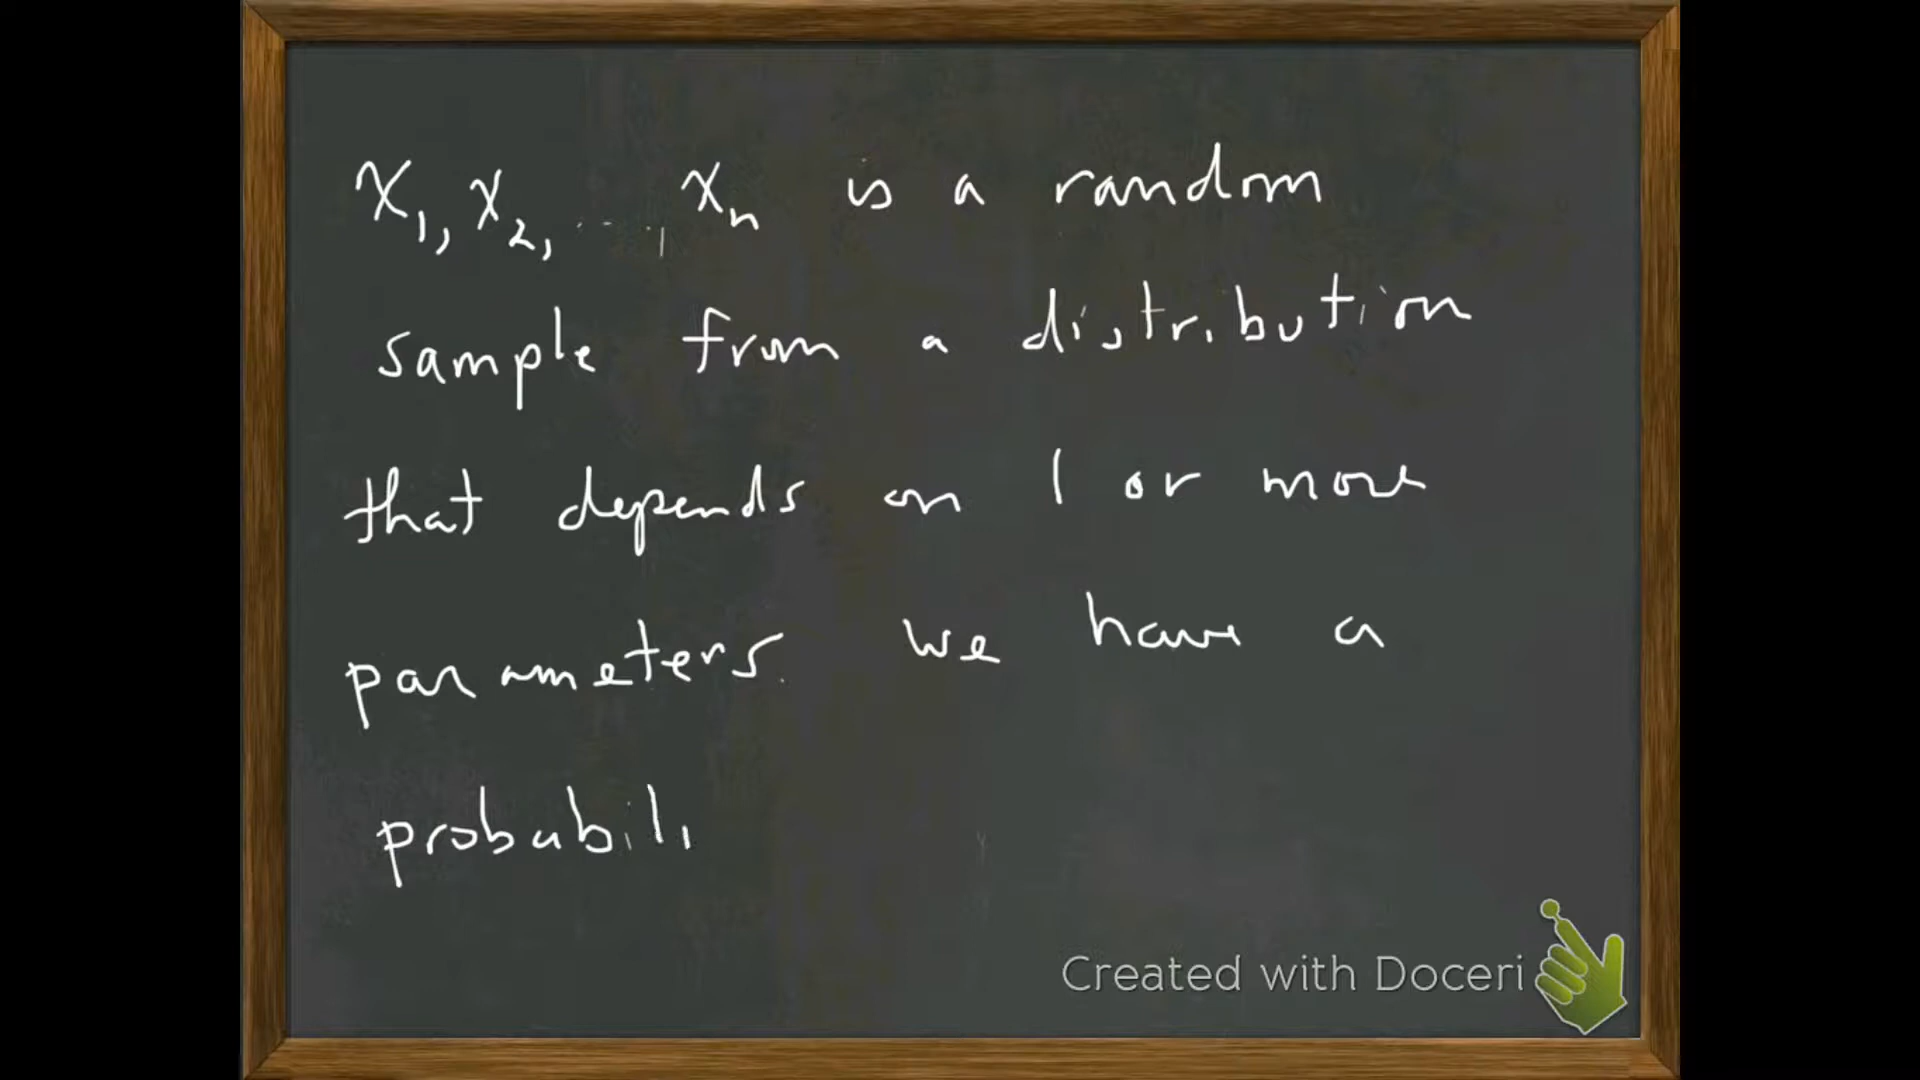 X1, X2, ..., Xn is a random
sample from a distribution
that depends on 1 or more
parameters. we have a
probabili
Created with Doceri